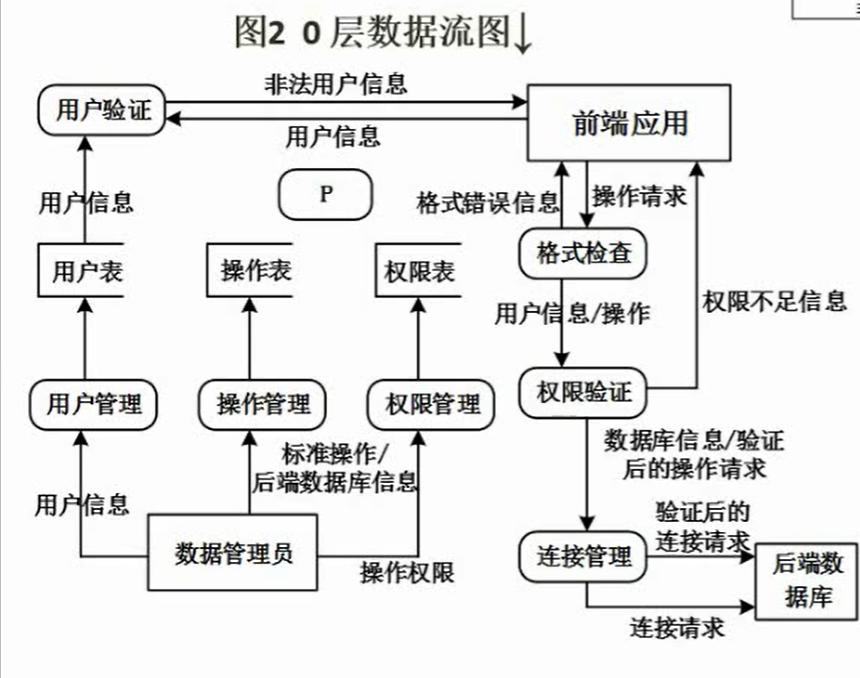 图2 0层数据流图↓
非法用户信息
用户验证
前端应用
用户信息
P
用户信息
格式错误信息
操作请求
用户表
操作表
权限表
格式检查
用户信息/操作
权限不足信息
用户管理
操作管理
权限管理
权限验证
标准操作/
后端数据库信息
数据库信息/验证
后的操作请求
用户信息
数据管理员
操作权限
验证后的
连接请求
连接管理
后端数
据库
连接请求